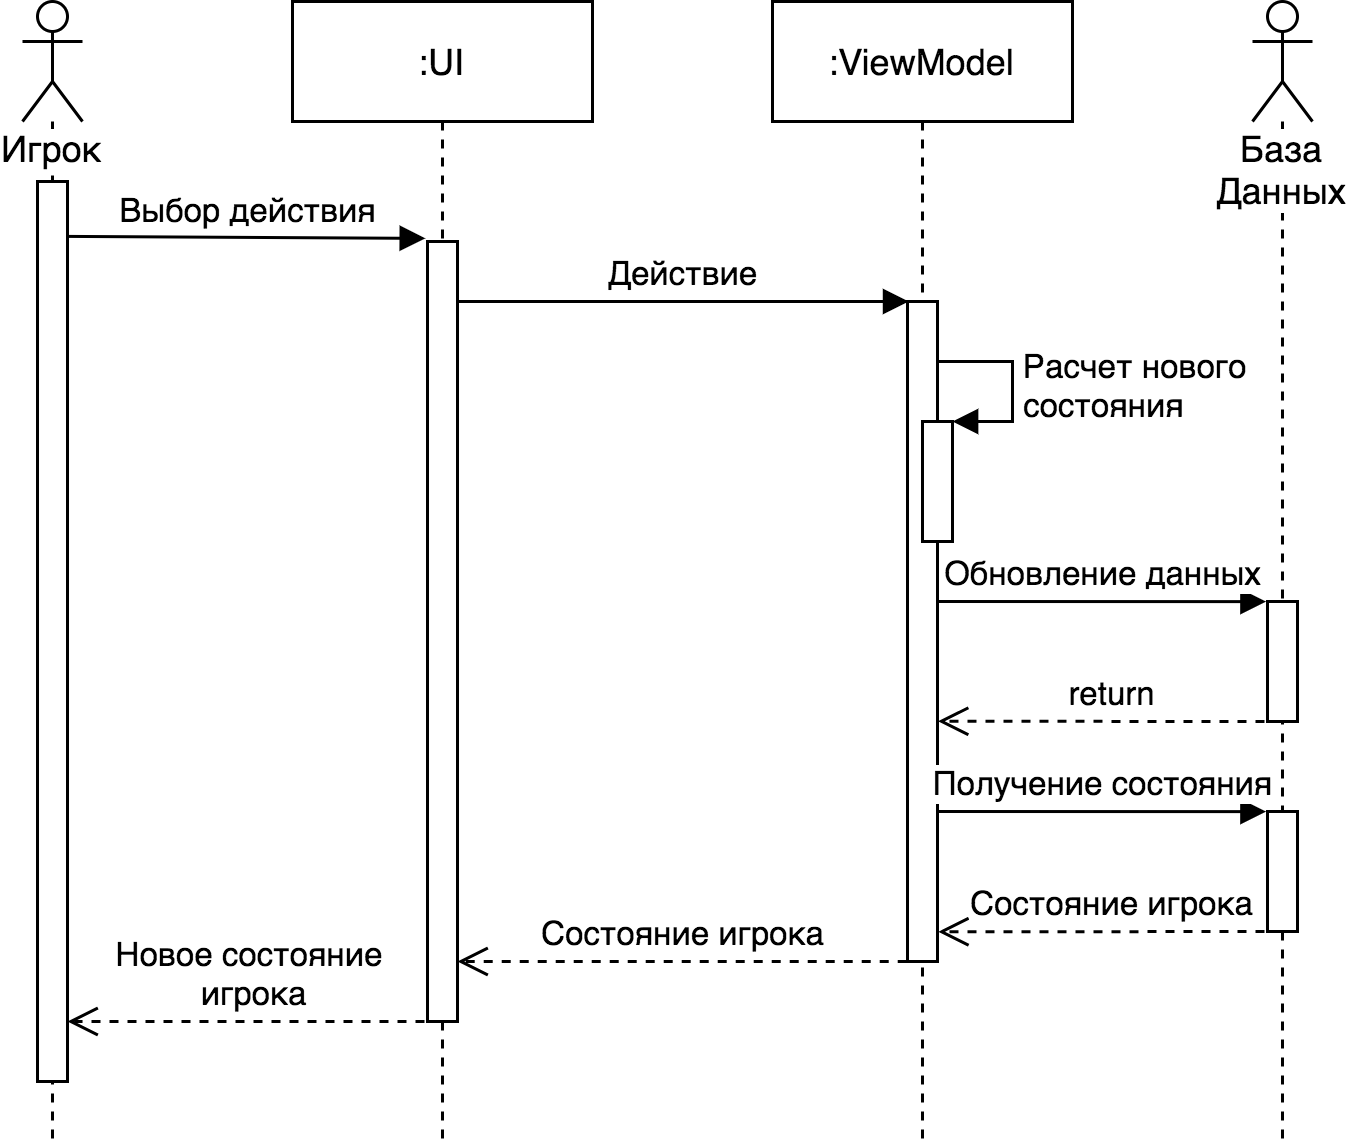 :UI
:ViewModel
Игрок
База
Данных
Выбор действия
Действие
Расчет нового
состояния
Обновление данных
return
Получение состояния
Состояние игрока
Состояние игрока
Новое состояние
игрока